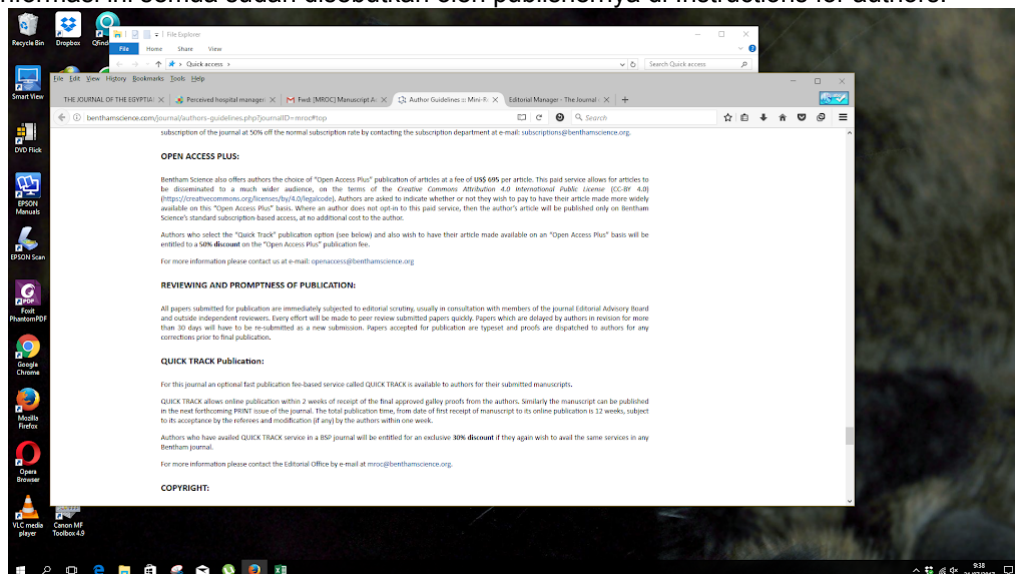 nformasi ini semua sudah disebutkan oleh publishernya di instructions for authors.
Recycle Bin
Dropbox
File Explorer
File Home Share View
Quick access
Search Quick access
Smart View
File Edit View History Bookmarks Tools Help
THE JOURNAL OF THE EGYPTIA
Perceived hospital manager
Fwd: [MROC] Manuscript A
Author Guidelines :: Mini-R
Editorial Manager - The Journal
benthamscience.com/journal/authors-guidelines.php?journalID=mroc#top
Search
subscription of the journal at 50% off the normal subscription rate by contacting the subscription department at e-mail: subscriptions@benthamscience.org.
DVD Flick
OPEN ACCESS PLUS:
Bentham Science also offers authors the choice of "Open Access Plus" publication of articles at a fee of US$ 695 per article. This paid service allows for articles to
be disseminated to a much wider audience, on the terms of the Creative Commons Attribution 4.0 International Public License (CC-BY 4.0)
(https://creativecommons.org/licenses/by/4.0/legalcode). Authors are asked to indicate whether or not they wish to pay to have their article made more widely
available on this "Open Access Plus" basis. Where an author does not opt-in to this paid service, then the author's article will be published only on Bentham
Science's standard subscription-based access, at no additional cost to the author.
EPSON
Manuals
Authors who select the "Quick Track" publication option (see below) and also wish to have their article made available on an "Open Access Plus" basis will be
entitled to a 50% discount on the "Open Access Plus" publication fee.
EPSON Scan
For more information please contact us at e-mail: openaccess@benthamscience.org
REVIEWING AND PROMPTNESS OF PUBLICATION:
All papers submitted for publication are immediately subjected to editorial scrutiny, usually in consultation with members of the journal Editorial Advisory Board
and outside independent reviewers. Every effort will be made to peer review submitted papers quickly. Papers which are delayed by authors in revision for more
than 30 days will have to be re-submitted as a new submission. Papers accepted for publication are typeset and proofs are dispatched to authors for any
corrections prior to final publication.
Foxit
PhantomPDF
QUICK TRACK Publication:
Google
Chrome
For this journal an optional fast publication fee-based service called QUICK TRACK is available to authors for their submitted manuscripts.
QUICK TRACK allows online publication within 2 weeks of receipt of the final approved galley proofs from the authors. Similarly the manuscript can be published
in the next forthcoming PRINT issue of the journal. The total publication time, from date of first receipt of manuscript to its online publication is 12 weeks, subject
to its acceptance by the referees and modification (if any) by the authors within one week.
Mozilla
Firefox
Authors who have availed QUICK TRACK service in a BSP journal will be entitled for an exclusive 30% discount if they again wish to avail the same services in any
Bentham journal.
For more information please contact the Editorial Office by e-mail at mroc@benthamscience.org.
Opera
Browser
COPYRIGHT:
VLC media
player
Canon MF
Toolbox 4.9
9:38